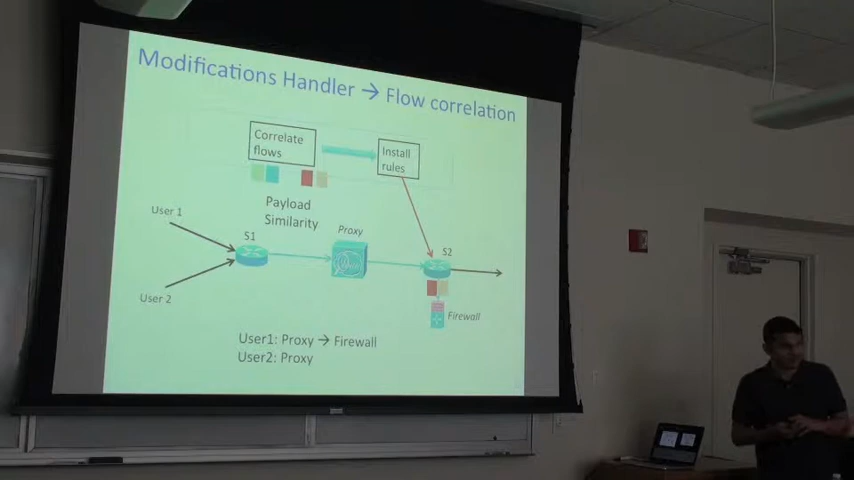 Modifications Handler → Flow correlation
Correlate
flows
Install
rules
Payload
Similarity
User 1
S1
Proxy
S2
User 2
Firewall
User1: Proxy → Firewall
User2: Proxy